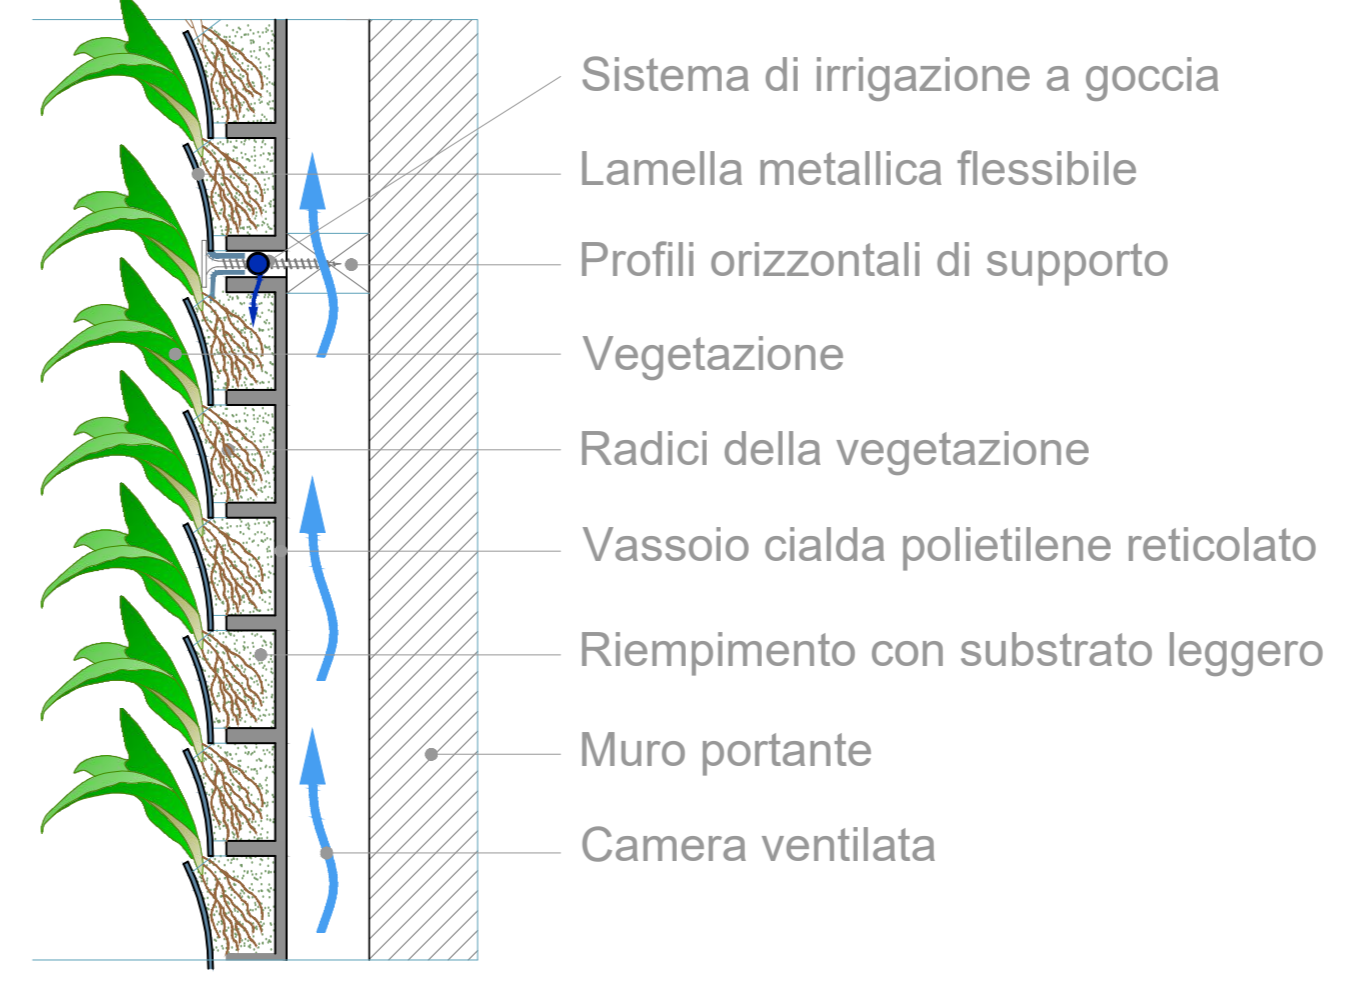 Sistema di irrigazione a goccia
Lamella metallica flessibile
Profili orizzontali di supporto
Vegetazione
Radici della vegetazione
Vassoio cialda polietilene reticolato
Riempimento con substrato leggero
Muro portante
Camera ventilata